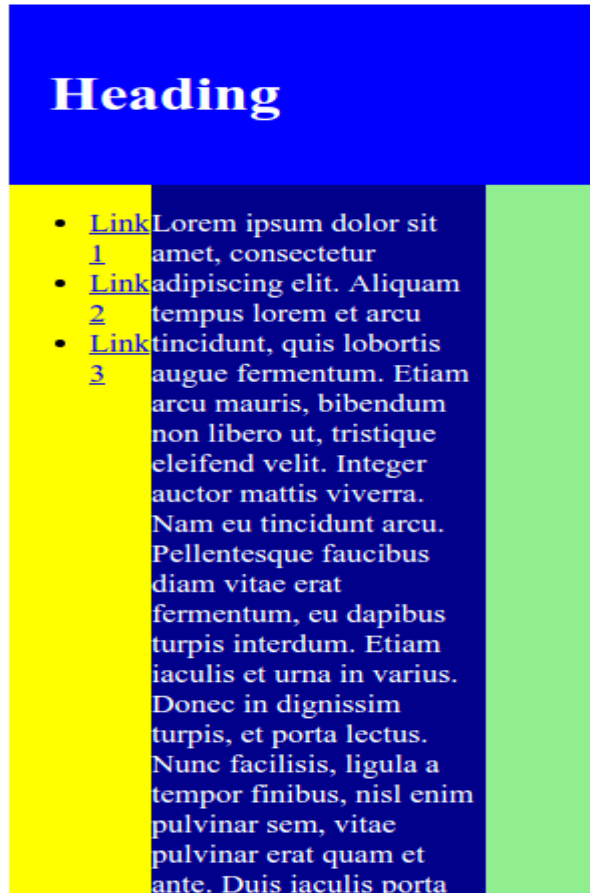 Heading
Link
1
Link
2
Link
3
Lorem ipsum dolor sit
amet, consectetur
adipiscing elit. Aliquam
tempus lorem et arcu
tincidunt, quis lobortis
augue fermentum. Etiam
arcu mauris, bibendum
non libero ut, tristique
eleifend velit. Integer
auctor mattis viverra.
Nam eu tincidunt arcu.
Pellentesque faucibus
diam vitae erat
fermentum, eu dapibus
turpis interdum. Etiam
iaculis et urna in varius.
Donec in dignissim
turpis, et porta lectus.
Nunc facilisis, ligula a
tempor finibus, nisl enim
pulvinar sem, vitae
pulvinar erat quam et
ante. Duis iaculis porta